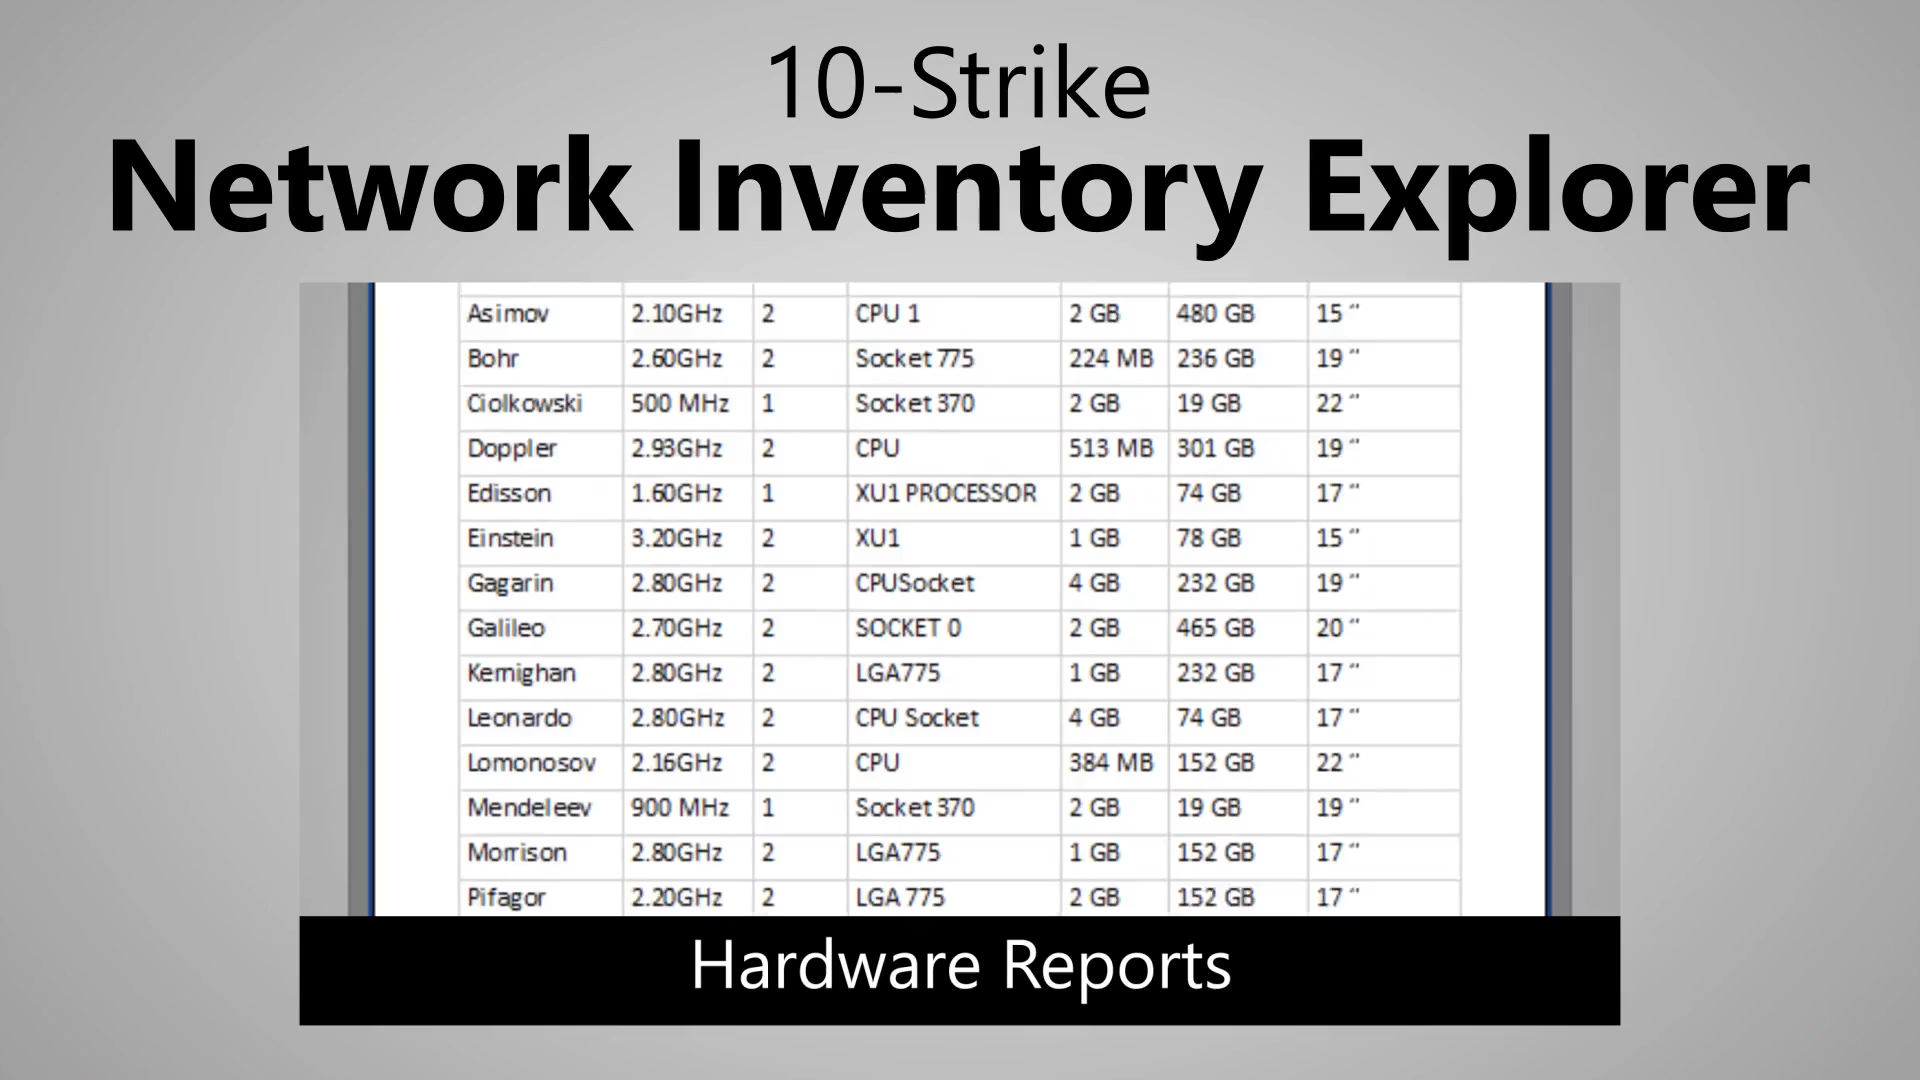 10-Strike
Network Inventory Explorer
Asimov 2.10GHz 2 CPU 1 2 GB 480 GB 15 "
Bohr 2.60GHz 2 Socket 775 224 MB 236 GB 19 "
Ciolkowski 500 MHz 1 Socket 370 2 GB 19 GB 22 "
Doppler 2.93GHz 2 CPU 513 MB 301 GB 19 "
Edisson 1.60GHz 1 XU1 PROCESSOR 2 GB 74 GB 17 "
Einstein 3.20GHz 2 XU1 1 GB 78 GB 15 "
Gagarin 2.80GHz 2 CPUSocket 4 GB 232 GB 19 "
Galileo 2.70GHz 2 SOCKET 0 2 GB 465 GB 20 "
Kernighan 2.80GHz 2 LGA775 1 GB 232 GB 17 "
Leonardo 2.80GHz 2 CPU Socket 4 GB 74 GB 17 "
Lomonosov 2.16GHz 2 CPU 384 MB 152 GB 22 "
Mendeleev 900 MHz 1 Socket 370 2 GB 19 GB 19 "
Morrison 2.80GHz 2 LGA775 1 GB 152 GB 17 "
Pifagor 2.20GHz 2 LGA 775 2 GB 152 GB 17 "
Hardware Reports